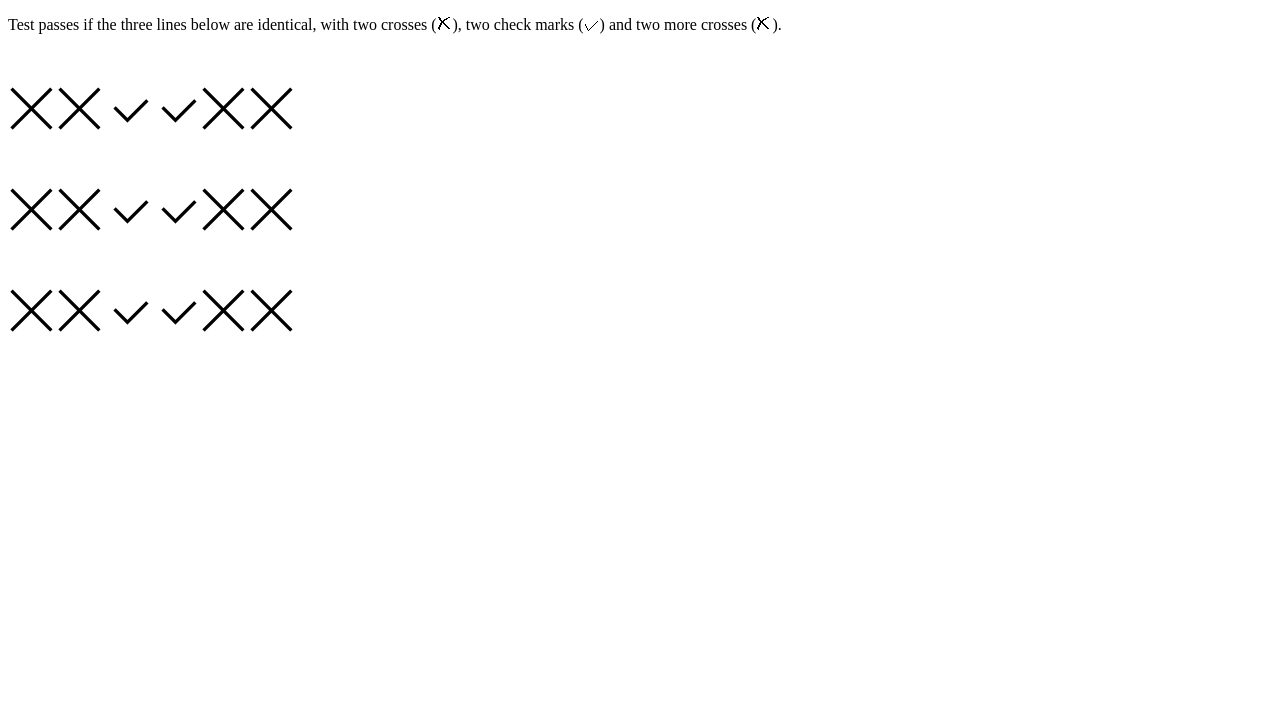 Test passes if the three lines below are identical, with two crosses (☓), two check marks (✓) and two more crosses (☓).
☓☓✓✓☓☓
☓☓✓✓☓☓
☓☓✓✓☓☓